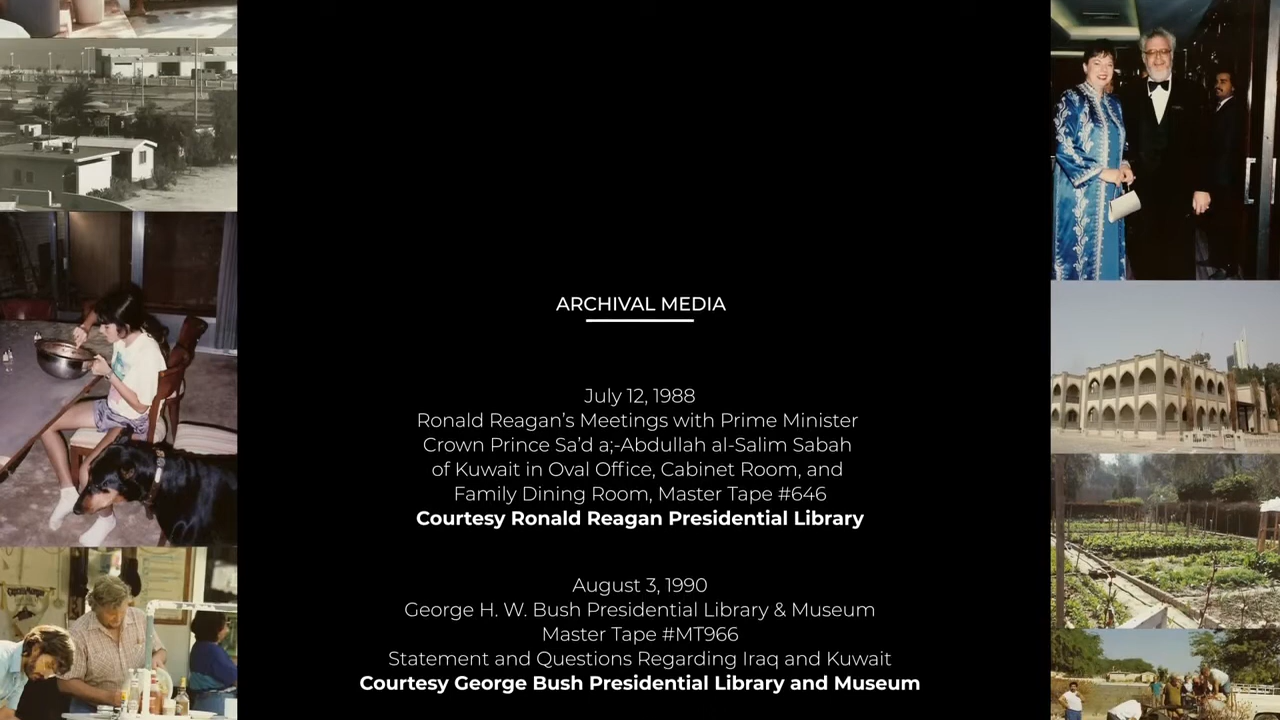 ARCHIVAL MEDIA
July 12, 1988
Ronald Reagan’s Meetings with Prime Minister
Crown Prince Sa’d a;-Abdullah al-Salim Sabah
of Kuwait in Oval Office, Cabinet Room, and
Family Dining Room, Master Tape #646
Courtesy Ronald Reagan Presidential Library
August 3, 1990
George H. W. Bush Presidential Library & Museum
Master Tape #MT966
Statement and Questions Regarding Iraq and Kuwait
Courtesy George Bush Presidential Library and Museum